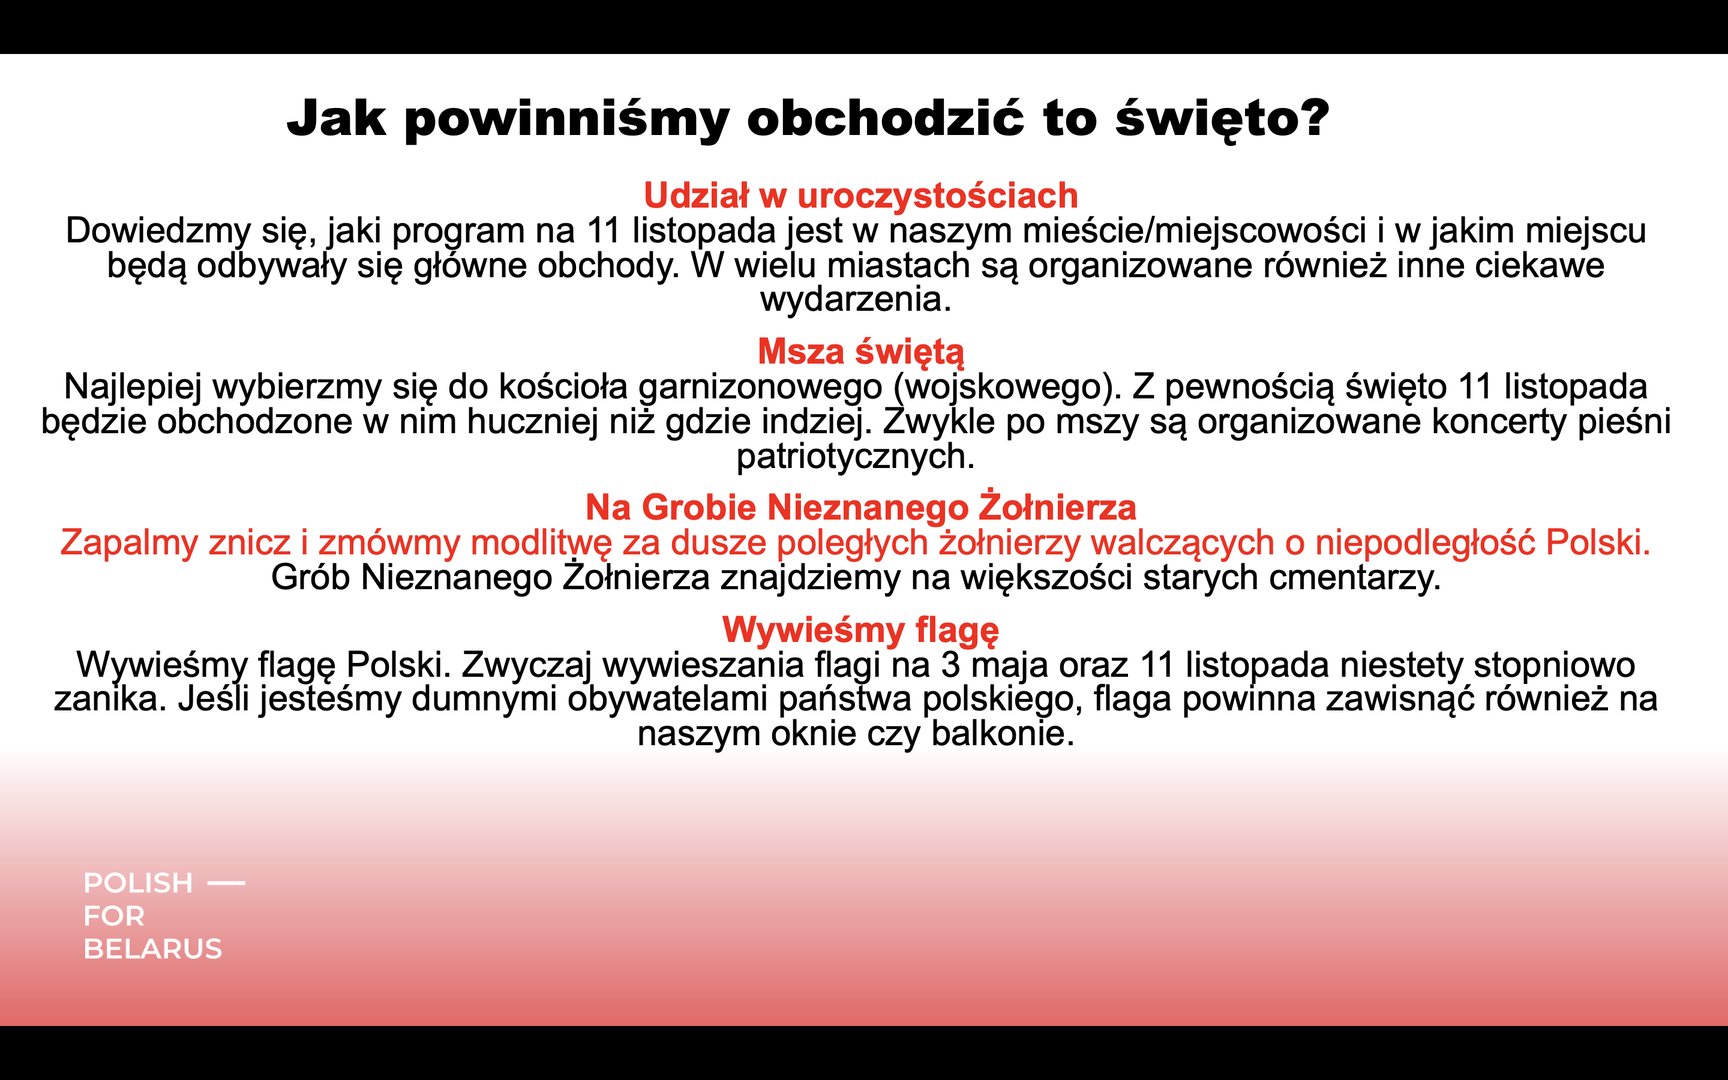 Jak powinniśmy obchodzić to święto?
Udział w uroczystościach
Dowiedzmy się, jaki program na 11 listopada jest w naszym mieście/miejscowości i w jakim miejscu
będą odbywały się główne obchody. W wielu miastach są organizowane również inne ciekawe
wydarzenia.
Msza świętą
Najlepiej wybierzmy się do kościoła garnizonowego (wojskowego). Z pewnością święto 11 listopada
będzie obchodzone w nim huczniej niż gdzie indziej. Zwykle po mszy są organizowane koncerty pieśni
patriotycznych.
Na Grobie Nieznanego Żołnierza
Zapalmy znicz i zmówmy modlitwę za dusze poległych żołnierzy walczących o niepodległość Polski.
Grób Nieznanego Żołnierza znajdziemy na większości starych cmentarzy.
Wywieśmy flagę
Wywieśmy flagę Polski. Zwyczaj wywieszania flagi na 3 maja oraz 11 listopada niestety stopniowo
zanika. Jeśli jesteśmy dumnymi obywatelami państwa polskiego, flaga powinna zawisnąć również na
naszym oknie czy balkonie.
POLISH —
FOR
BELARUS